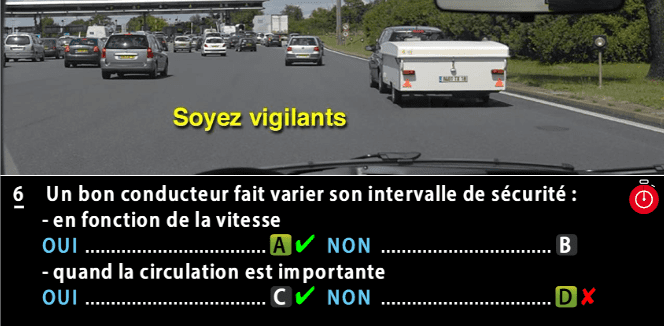 Soyez vigilants
6 Un bon conducteur fait varier son intervalle de sécurité :
- en fonction de la vitesse
OUI .............................. A ✔ NON .............................. B
- quand la circulation est importante
OUI .............................. C ✔ NON .............................. D ✘